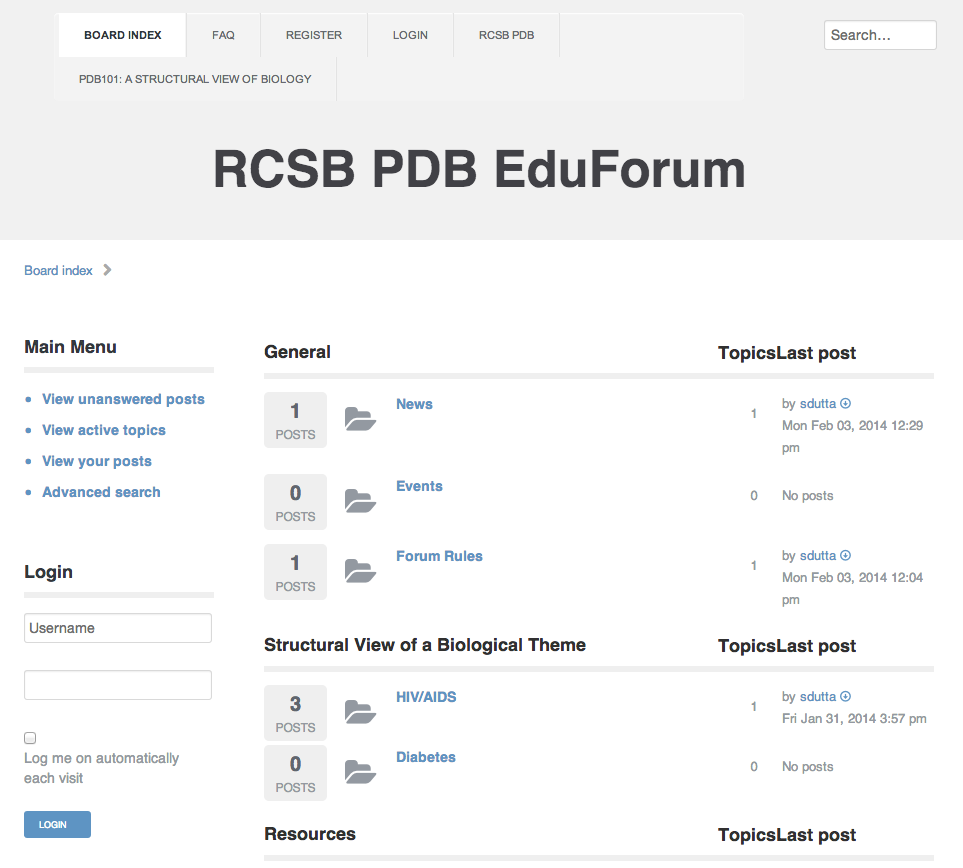 BOARD INDEX FAQ REGISTER LOGIN RCSB PDB Search...
PDB101: A STRUCTURAL VIEW OF BIOLOGY
RCSB PDB EduForum
Board index
Main Menu
View unanswered posts
View active topics
View your posts
Advanced search
Login
Username
Log me on automatically
each visit
LOGIN
General TopicsLast post
1 POSTS News 1 by sdutta
Mon Feb 03, 2014 12:29
pm
0 POSTS Events 0 No posts
1 POSTS Forum Rules 1 by sdutta
Mon Feb 03, 2014 12:04
pm
Structural View of a Biological Theme TopicsLast post
3 POSTS HIV/AIDS 1 by sdutta
Fri Jan 31, 2014 3:57 pm
0 POSTS Diabetes 0 No posts
Resources TopicsLast post